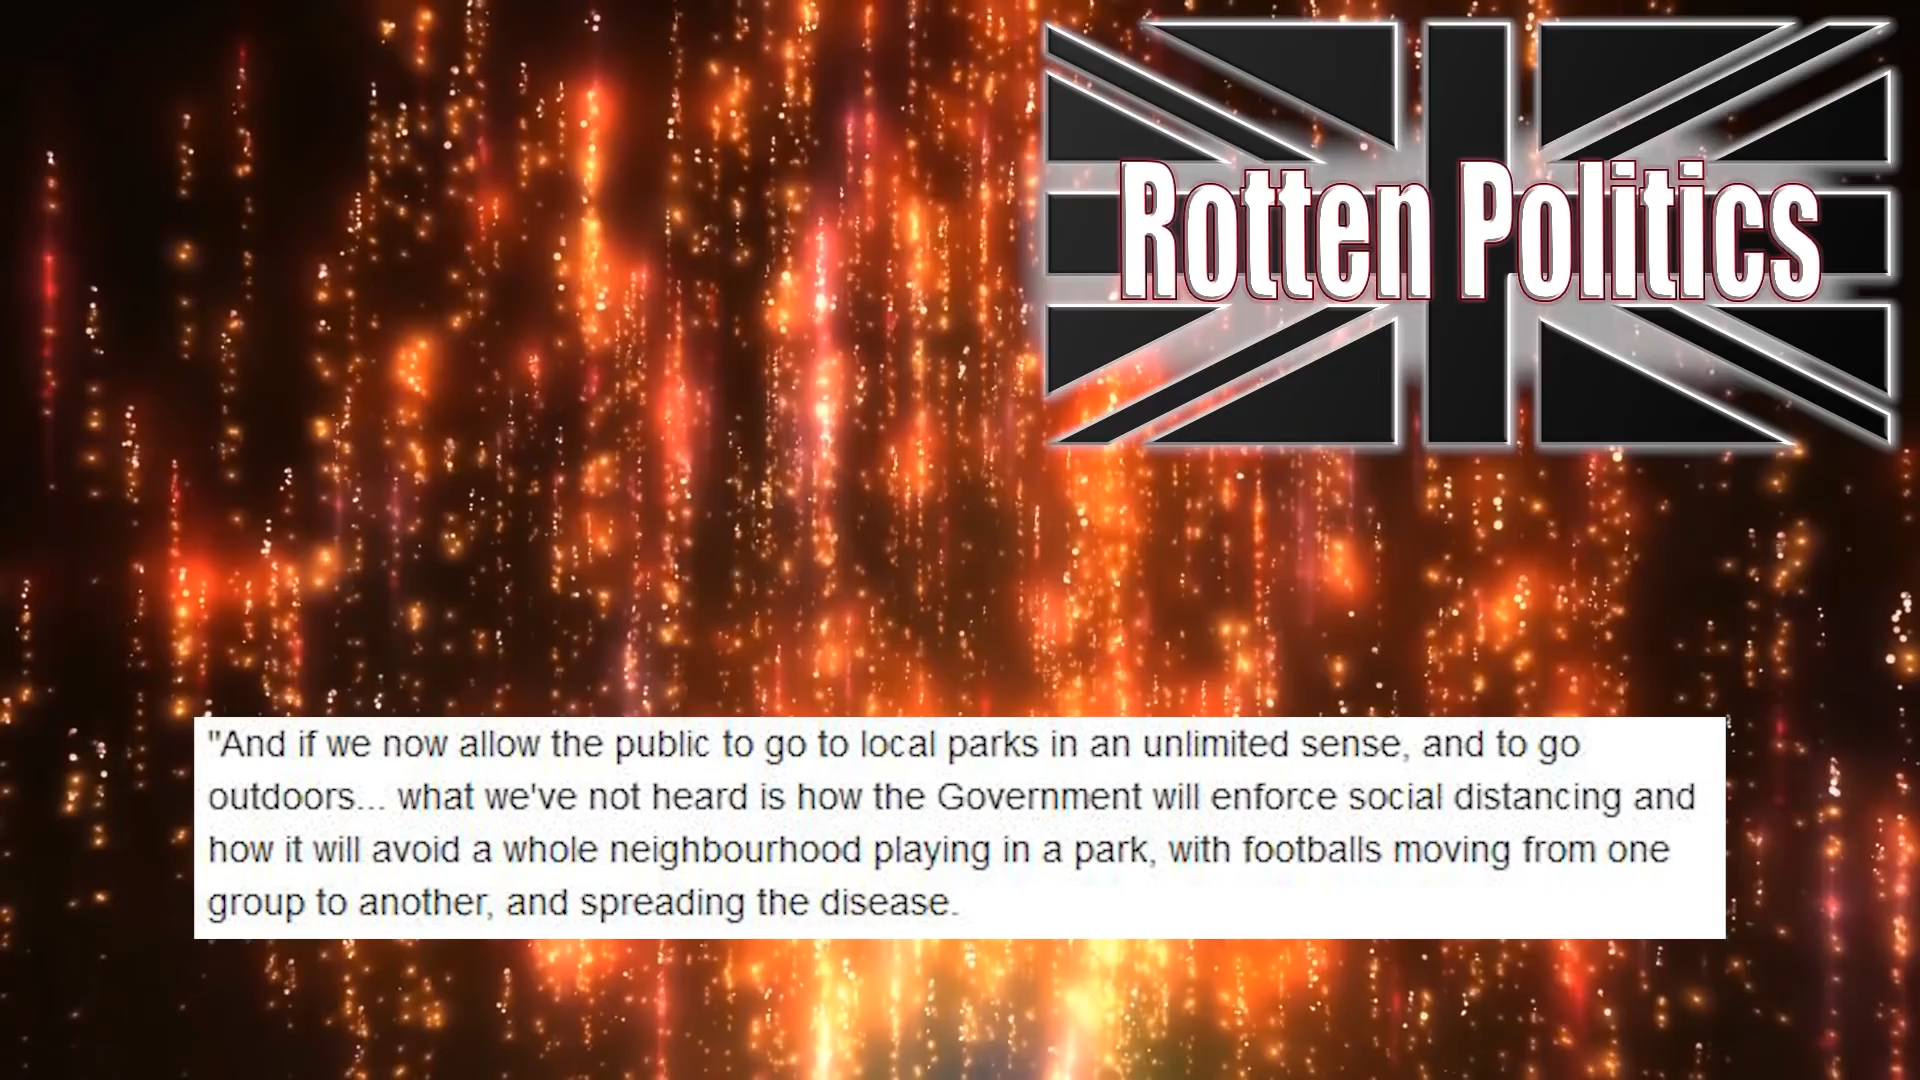 Rotten Politics
"And if we now allow the public to go to local parks in an unlimited sense, and to go
outdoors... what we've not heard is how the Government will enforce social distancing and
how it will avoid a whole neighbourhood playing in a park, with footballs moving from one
group to another, and spreading the disease.